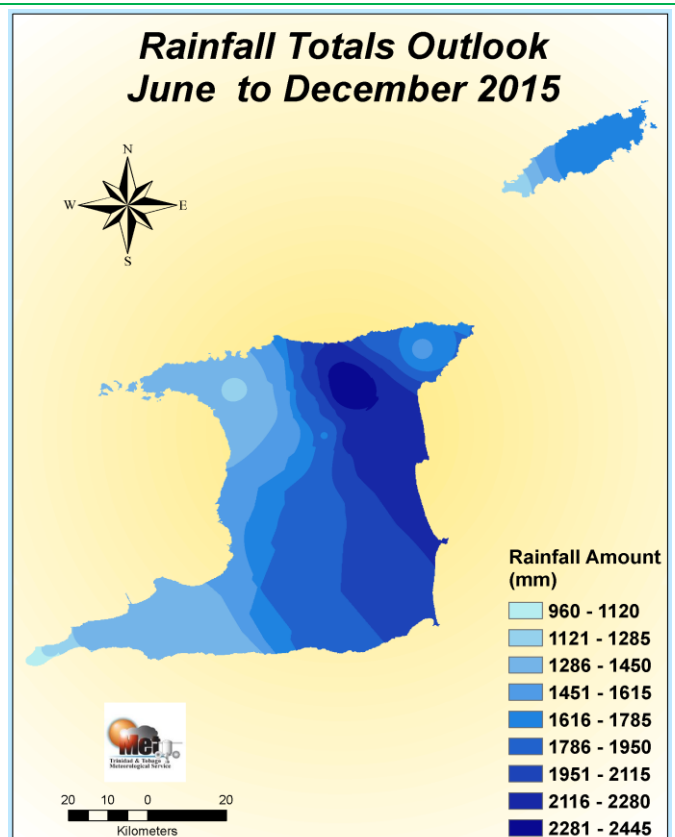 Rainfall Totals Outlook
June to December 2015
N
W E
S
Rainfall Amount
(mm)
960 - 1120
1121 - 1285
1286 - 1450
1451 - 1615
1616 - 1785
1786 - 1950
1951 - 2115
2116 - 2280
2281 - 2445
Met
Trinidad & Tobago
Meteorological Service
20 10 0 20
Kilometers